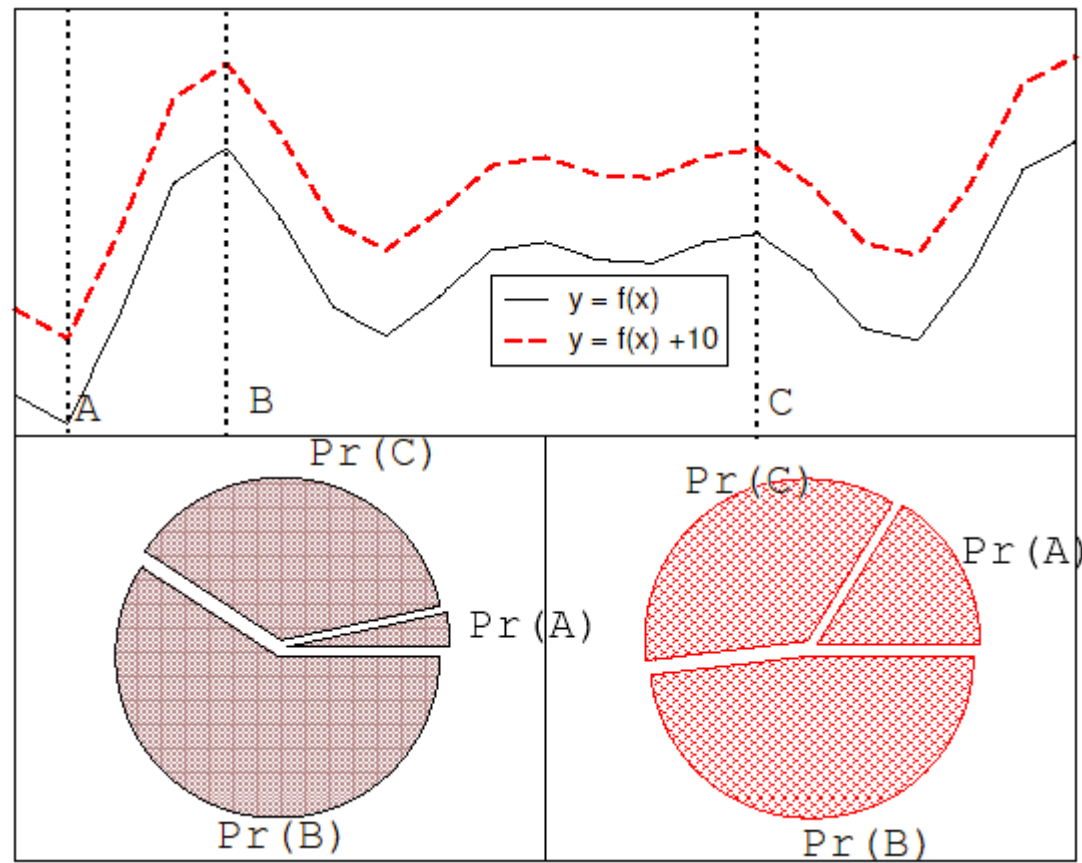 y = f(x)
y = f(x) +10
A
B
C
Pr(C)
Pr(A)
Pr(B)
Pr(C)
Pr(A)
Pr(B)